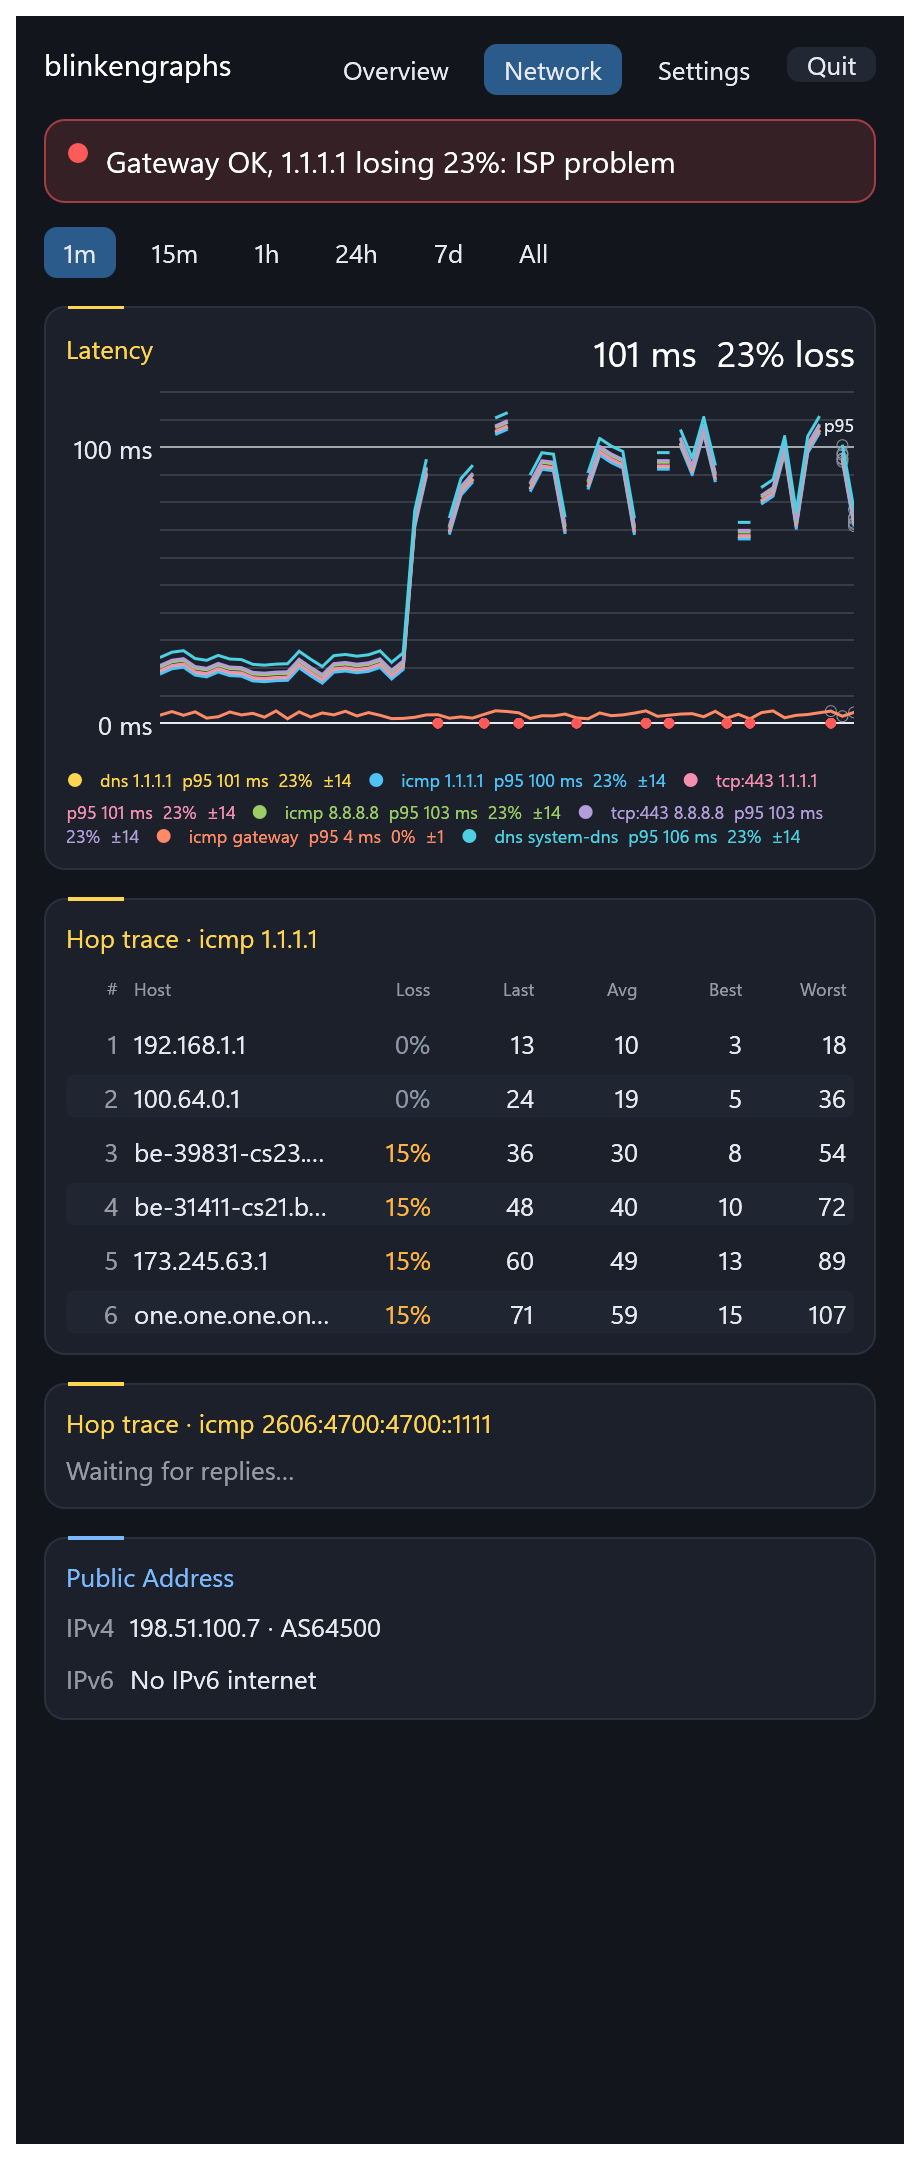 blinkengraphs Overview Network Settings Quit
Gateway OK, 1.1.1.1 losing 23%: ISP problem
1m 15m 1h 24h 7d All
Latency 101 ms 23% loss
p95
100 ms
0 ms
dns 1.1.1.1 p95 101 ms 23% ±14 icmp 1.1.1.1 p95 100 ms 23% ±14 tcp:443 1.1.1.1
p95 101 ms 23% ±14 icmp 8.8.8.8 p95 103 ms 23% ±14 tcp:443 8.8.8.8 p95 103 ms
23% ±14 icmp gateway p95 4 ms 0% ±1 dns system-dns p95 106 ms 23% ±14
Hop trace · icmp 1.1.1.1
# Host Loss Last Avg Best Worst
1 192.168.1.1 0% 13 10 3 18
2 100.64.0.1 0% 24 19 5 36
3 be-39831-cs23.... 15% 36 30 8 54
4 be-31411-cs21.b... 15% 48 40 10 72
5 173.245.63.1 15% 60 49 13 89
6 one.one.one.on... 15% 71 59 15 107
Hop trace · icmp 2606:4700:4700::1111
Waiting for replies...
Public Address
IPv4 198.51.100.7 · AS64500
IPv6 No IPv6 internet